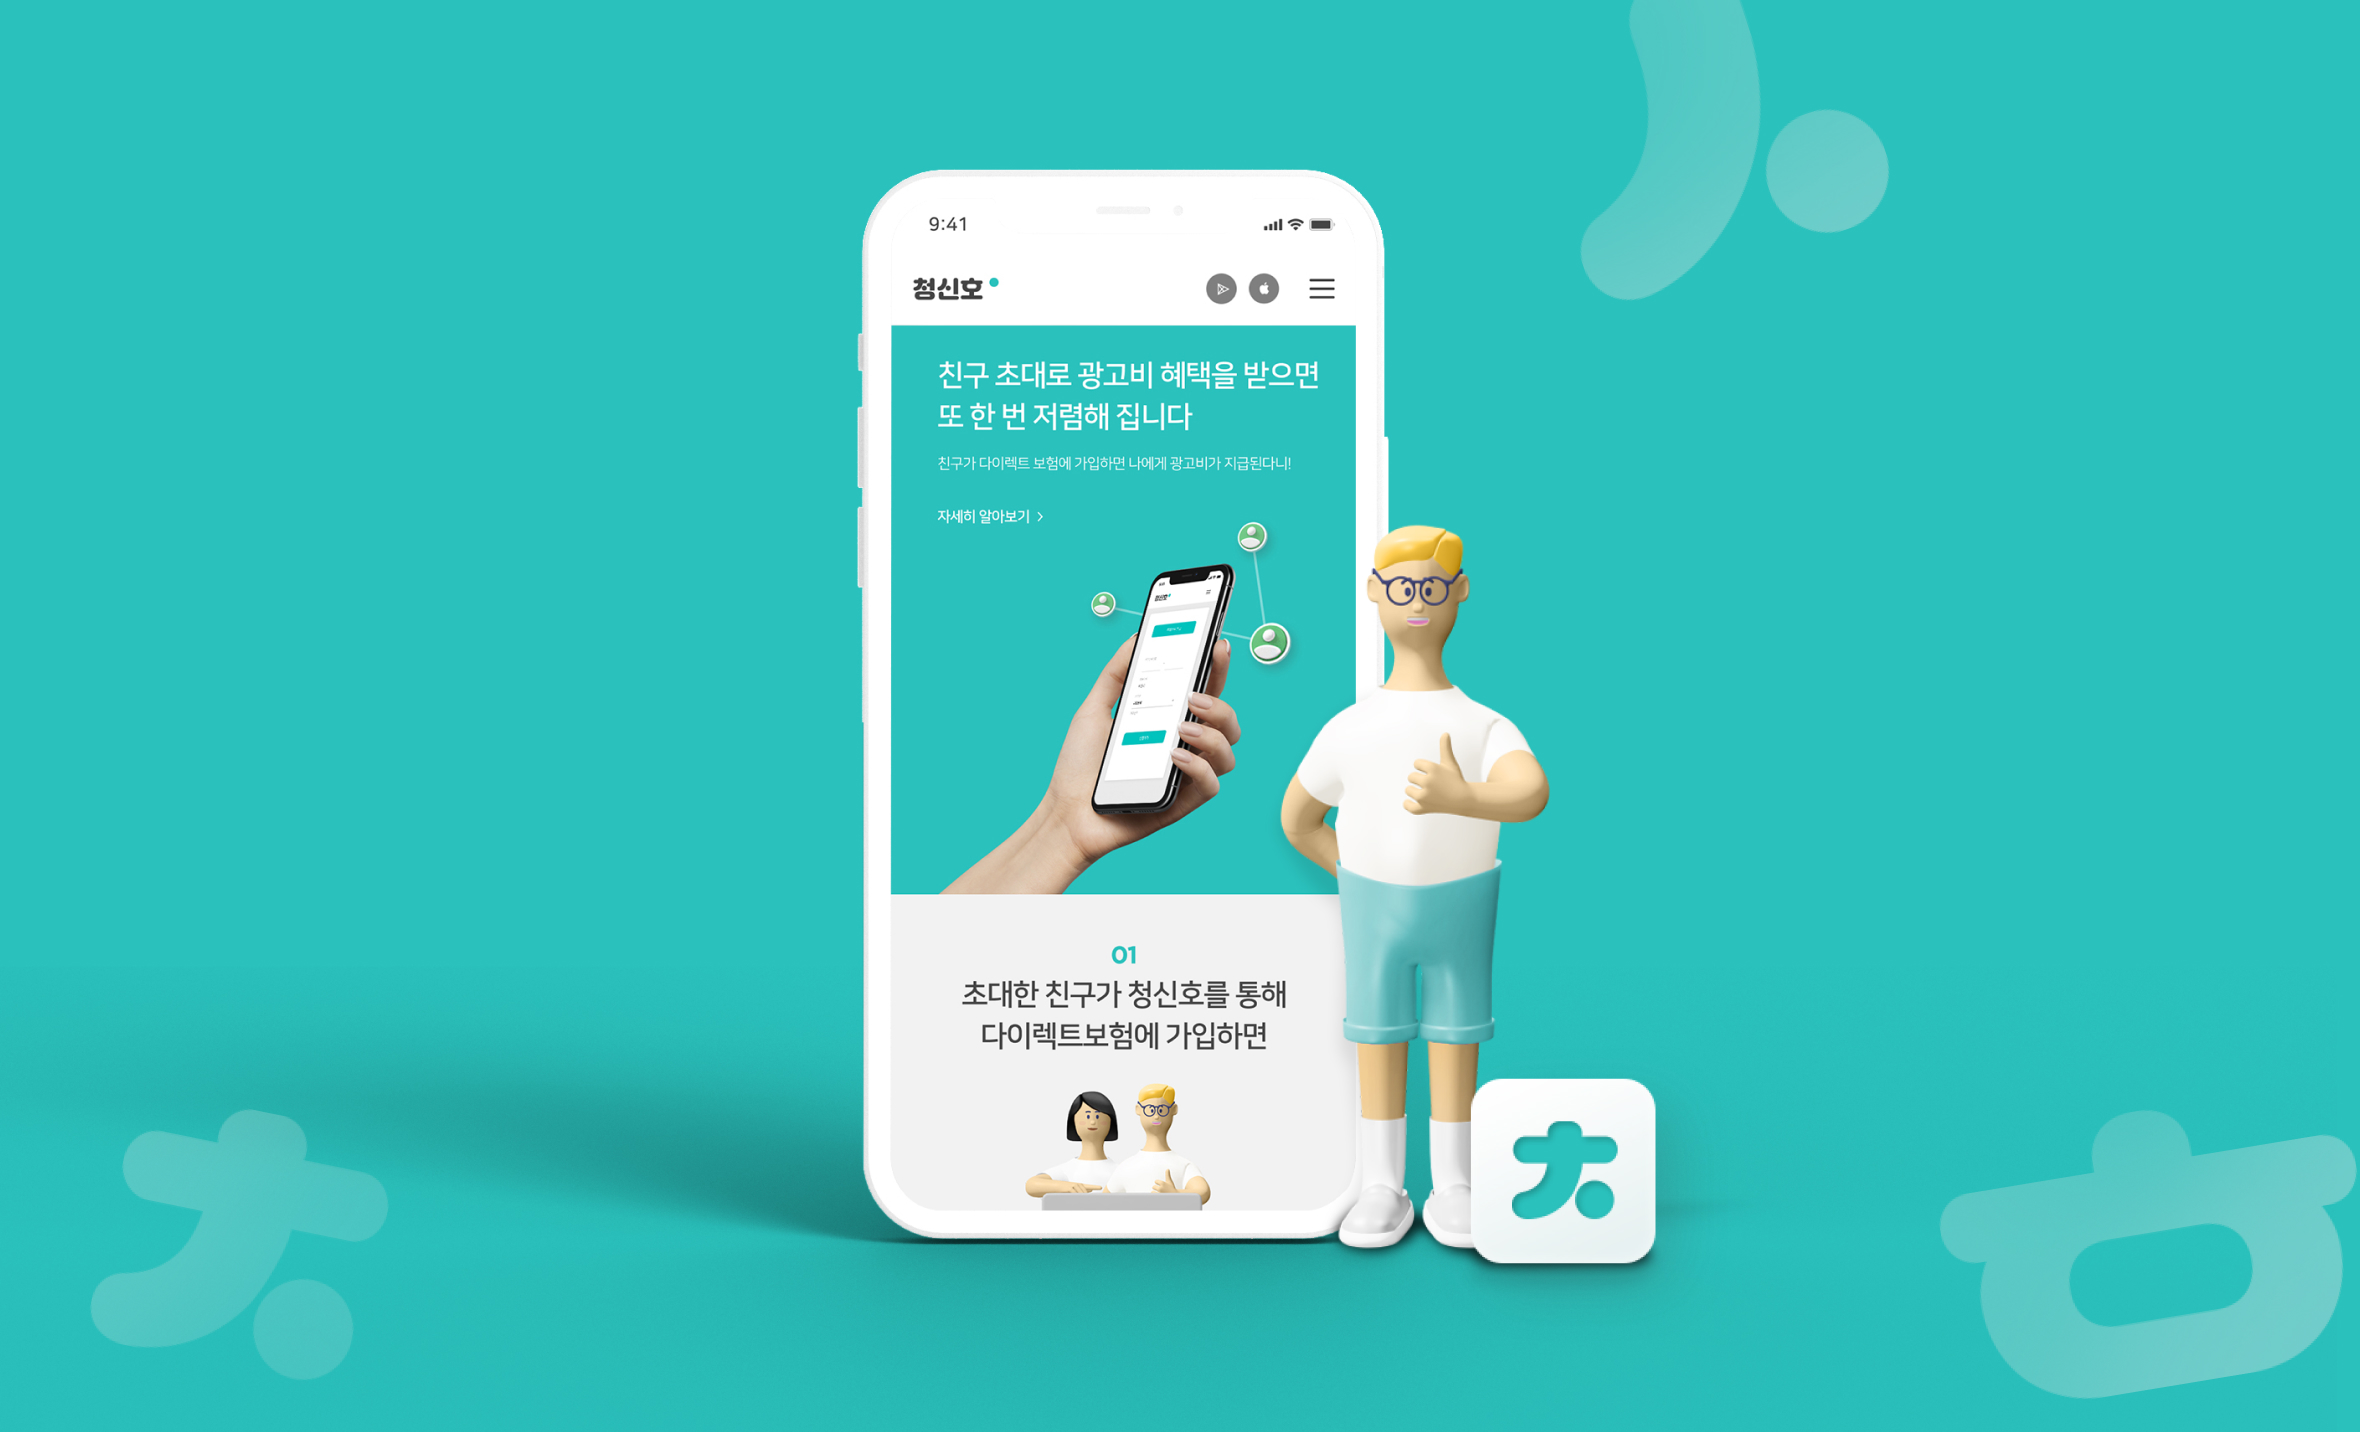 9:41
청신호
친구 초대로 광고비 혜택을 받으면
또 한 번 저렴해 집니다
친구가 다이렉트 보험에 가입하면 나에게 광고비가 지급된다니!
자세히 알아보기 >
청신호
01
초대한 친구가 청신호를 통해
다이렉트보험에 가입하면